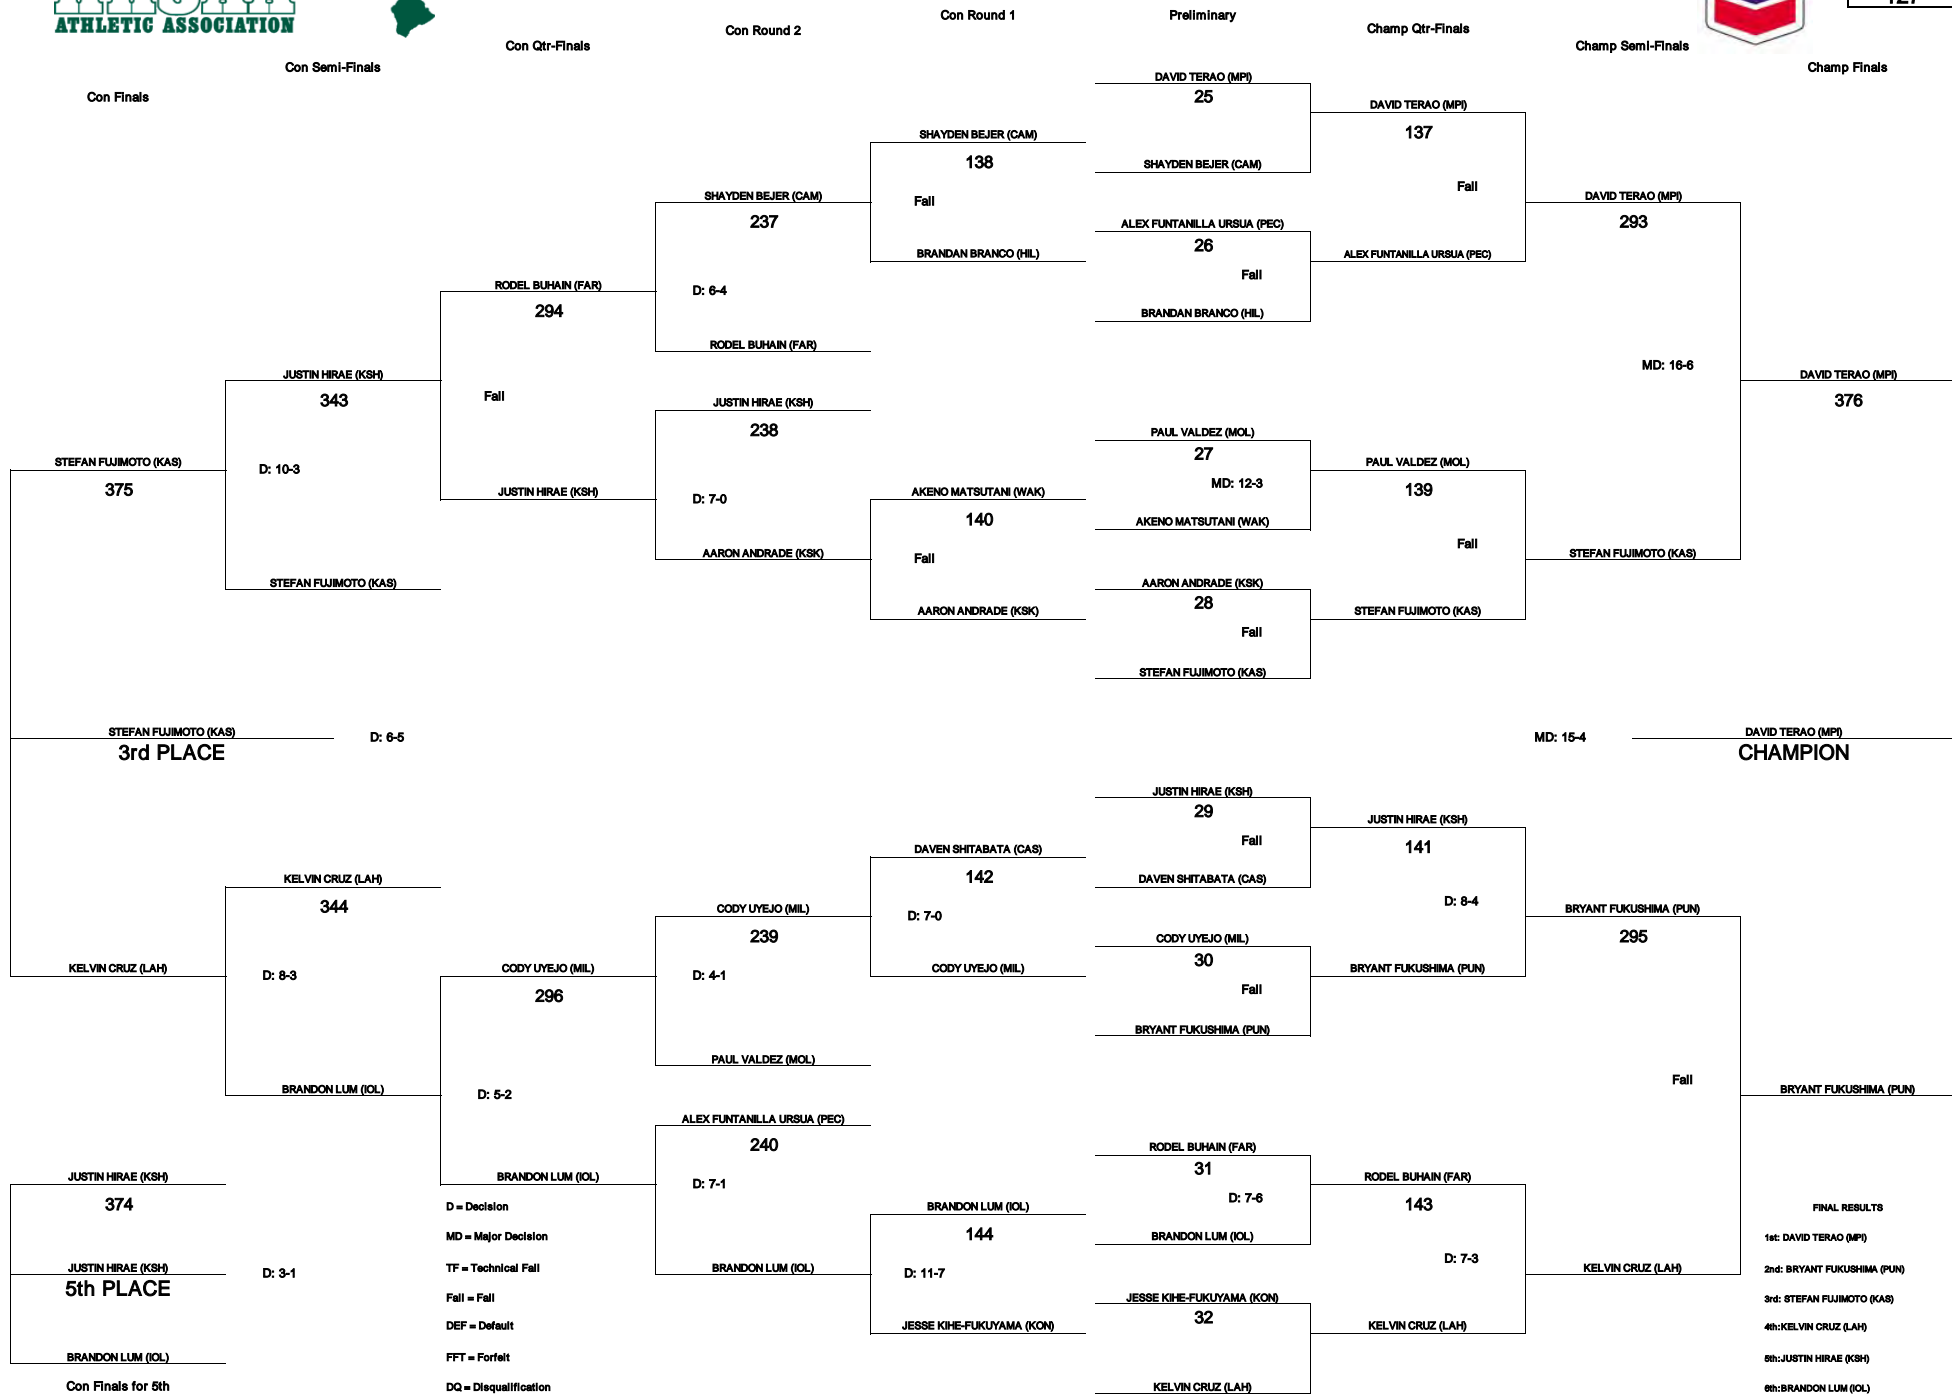 ATHLETIC ASSOCIATION
Con Finals
Con Semi-Finals
Con Qtr-Finals
Con Round 2
Con Round 1
Preliminary
Champ Qtr-Finals
Champ Semi-Finals
Champ Finals
DAVID TERAO (MPI)
25
SHAYDEN BEJER (CAM)
ALEX FUNTANILLA URSUA (PEC)
26
Fall
BRANDAN BRANCO (HIL)
PAUL VALDEZ (MOL)
27
MD: 12-3
AKENO MATSUTANI (WAK)
AARON ANDRADE (KSK)
28
Fall
STEFAN FUJIMOTO (KAS)
JUSTIN HIRAE (KSH)
29
Fall
DAVEN SHITABATA (CAS)
CODY UYEJO (MIL)
30
Fall
BRYANT FUKUSHIMA (PUN)
RODEL BUHAIN (FAR)
31
D: 7-6
BRANDON LUM (IOL)
JESSE KIHE-FUKUYAMA (KON)
32
KELVIN CRUZ (LAH)
DAVID TERAO (MPI)
137
Fall
ALEX FUNTANILLA URSUA (PEC)
PAUL VALDEZ (MOL)
139
Fall
STEFAN FUJIMOTO (KAS)
JUSTIN HIRAE (KSH)
141
D: 8-4
BRYANT FUKUSHIMA (PUN)
RODEL BUHAIN (FAR)
143
D: 7-3
KELVIN CRUZ (LAH)
DAVID TERAO (MPI)
293
MD: 16-6
STEFAN FUJIMOTO (KAS)
BRYANT FUKUSHIMA (PUN)
295
Fall
KELVIN CRUZ (LAH)
DAVID TERAO (MPI)
376
MD: 15-4
DAVID TERAO (MPI)
CHAMPION
BRYANT FUKUSHIMA (PUN)
SHAYDEN BEJER (CAM)
138
Fall
BRANDAN BRANCO (HIL)
AKENO MATSUTANI (WAK)
140
Fall
AARON ANDRADE (KSK)
DAVEN SHITABATA (CAS)
142
D: 7-0
CODY UYEJO (MIL)
BRANDON LUM (IOL)
144
D: 11-7
JESSE KIHE-FUKUYAMA (KON)
SHAYDEN BEJER (CAM)
237
D: 6-4
RODEL BUHAIN (FAR)
JUSTIN HIRAE (KSH)
238
D: 7-0
AARON ANDRADE (KSK)
CODY UYEJO (MIL)
239
D: 4-1
PAUL VALDEZ (MOL)
ALEX FUNTANILLA URSUA (PEC)
240
D: 7-1
BRANDON LUM (IOL)
RODEL BUHAIN (FAR)
294
Fall
JUSTIN HIRAE (KSH)
CODY UYEJO (MIL)
296
D: 5-2
BRANDON LUM (IOL)
JUSTIN HIRAE (KSH)
343
D: 10-3
STEFAN FUJIMOTO (KAS)
KELVIN CRUZ (LAH)
344
D: 8-3
BRANDON LUM (IOL)
STEFAN FUJIMOTO (KAS)
375
STEFAN FUJIMOTO (KAS)
3rd PLACE
D: 6-5
KELVIN CRUZ (LAH)
JUSTIN HIRAE (KSH)
374
JUSTIN HIRAE (KSH)
5th PLACE
D: 3-1
BRANDON LUM (IOL)
Con Finals for 5th
D = Decision
MD = Major Decision
TF = Technical Fall
Fall = Fall
DEF = Default
FFT = Forfeit
DQ = Disqualification
FINAL RESULTS
1st: DAVID TERAO (MPI)
2nd: BRYANT FUKUSHIMA (PUN)
3rd: STEFAN FUJIMOTO (KAS)
4th:KELVIN CRUZ (LAH)
5th:JUSTIN HIRAE (KSH)
6th:BRANDON LUM (IOL)